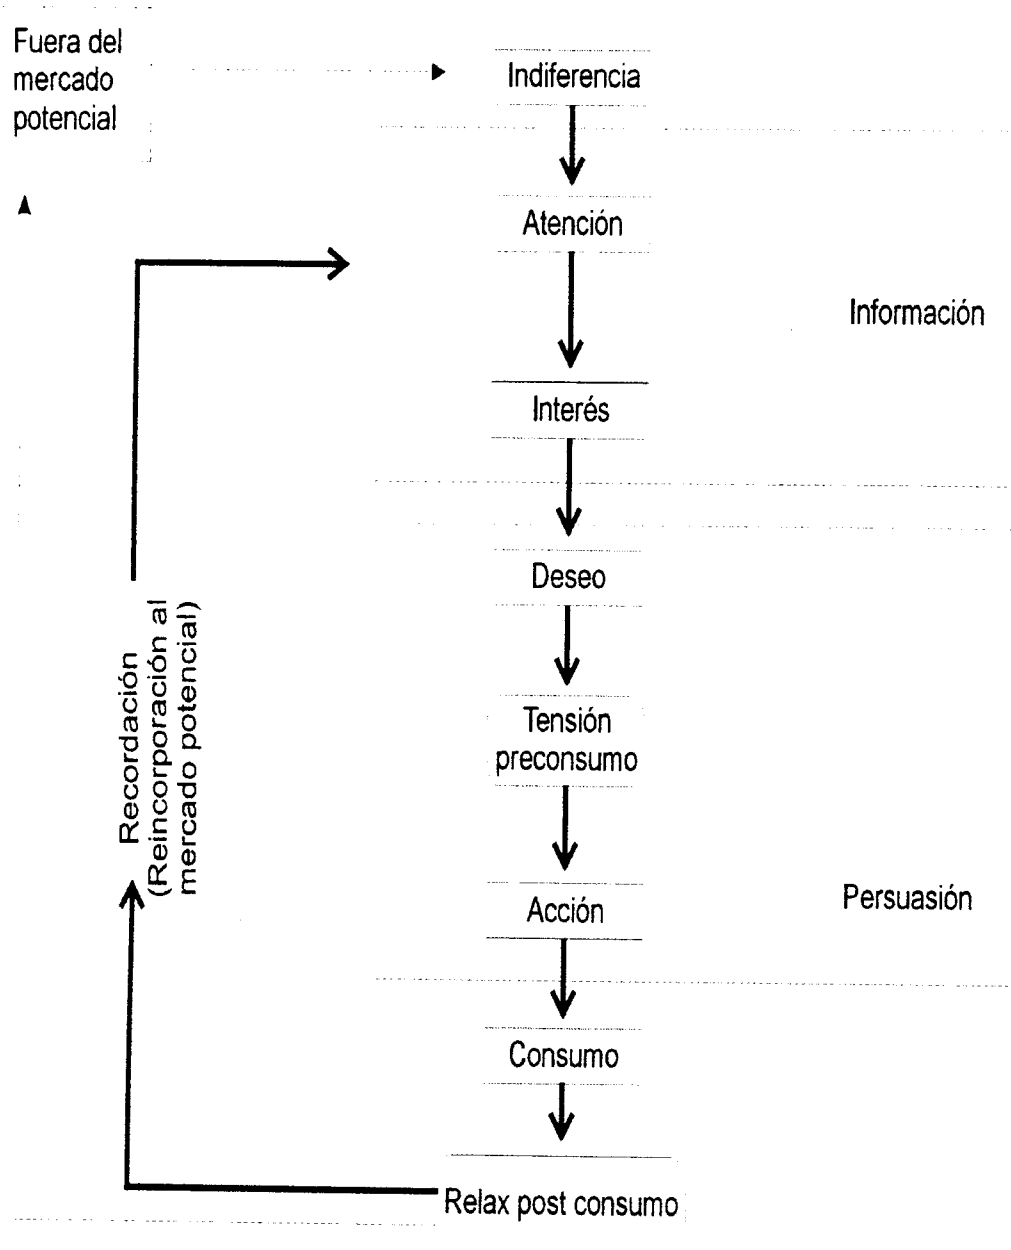 Fuera del
mercado
potencial
Indiferencia
Atención
Información
Interés
Deseo
Tensión
preconsumo
Recordación
(Reincorporación al
mercado potencial)
Persuasión
Acción
Consumo
Relax post consumo